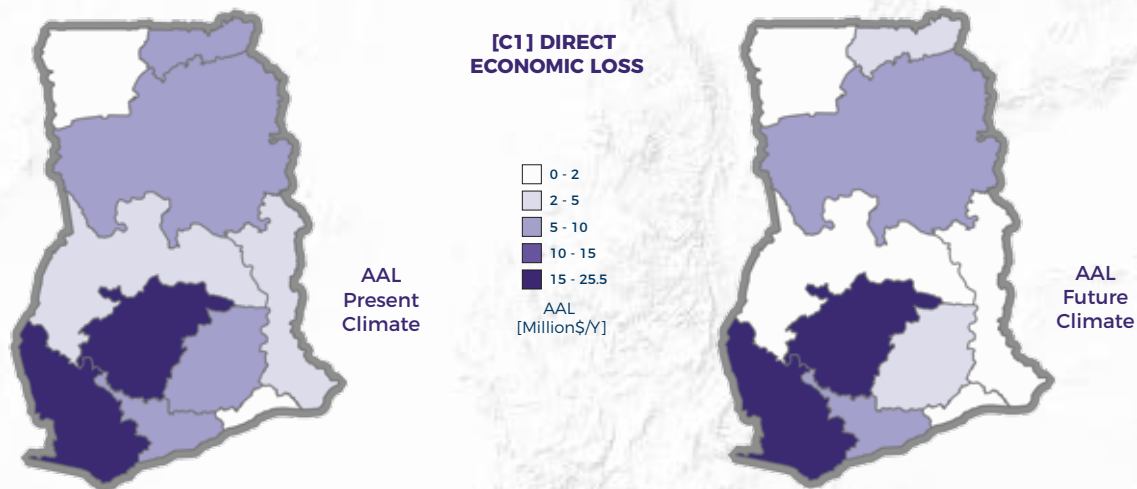 [C1] DIRECT
ECONOMIC LOSS
0 - 2
2 - 5
5 - 10
10 - 15
15 - 25.5
AAL
[Million$/Y]
AAL
Present
Climate
AAL
Future
Climate